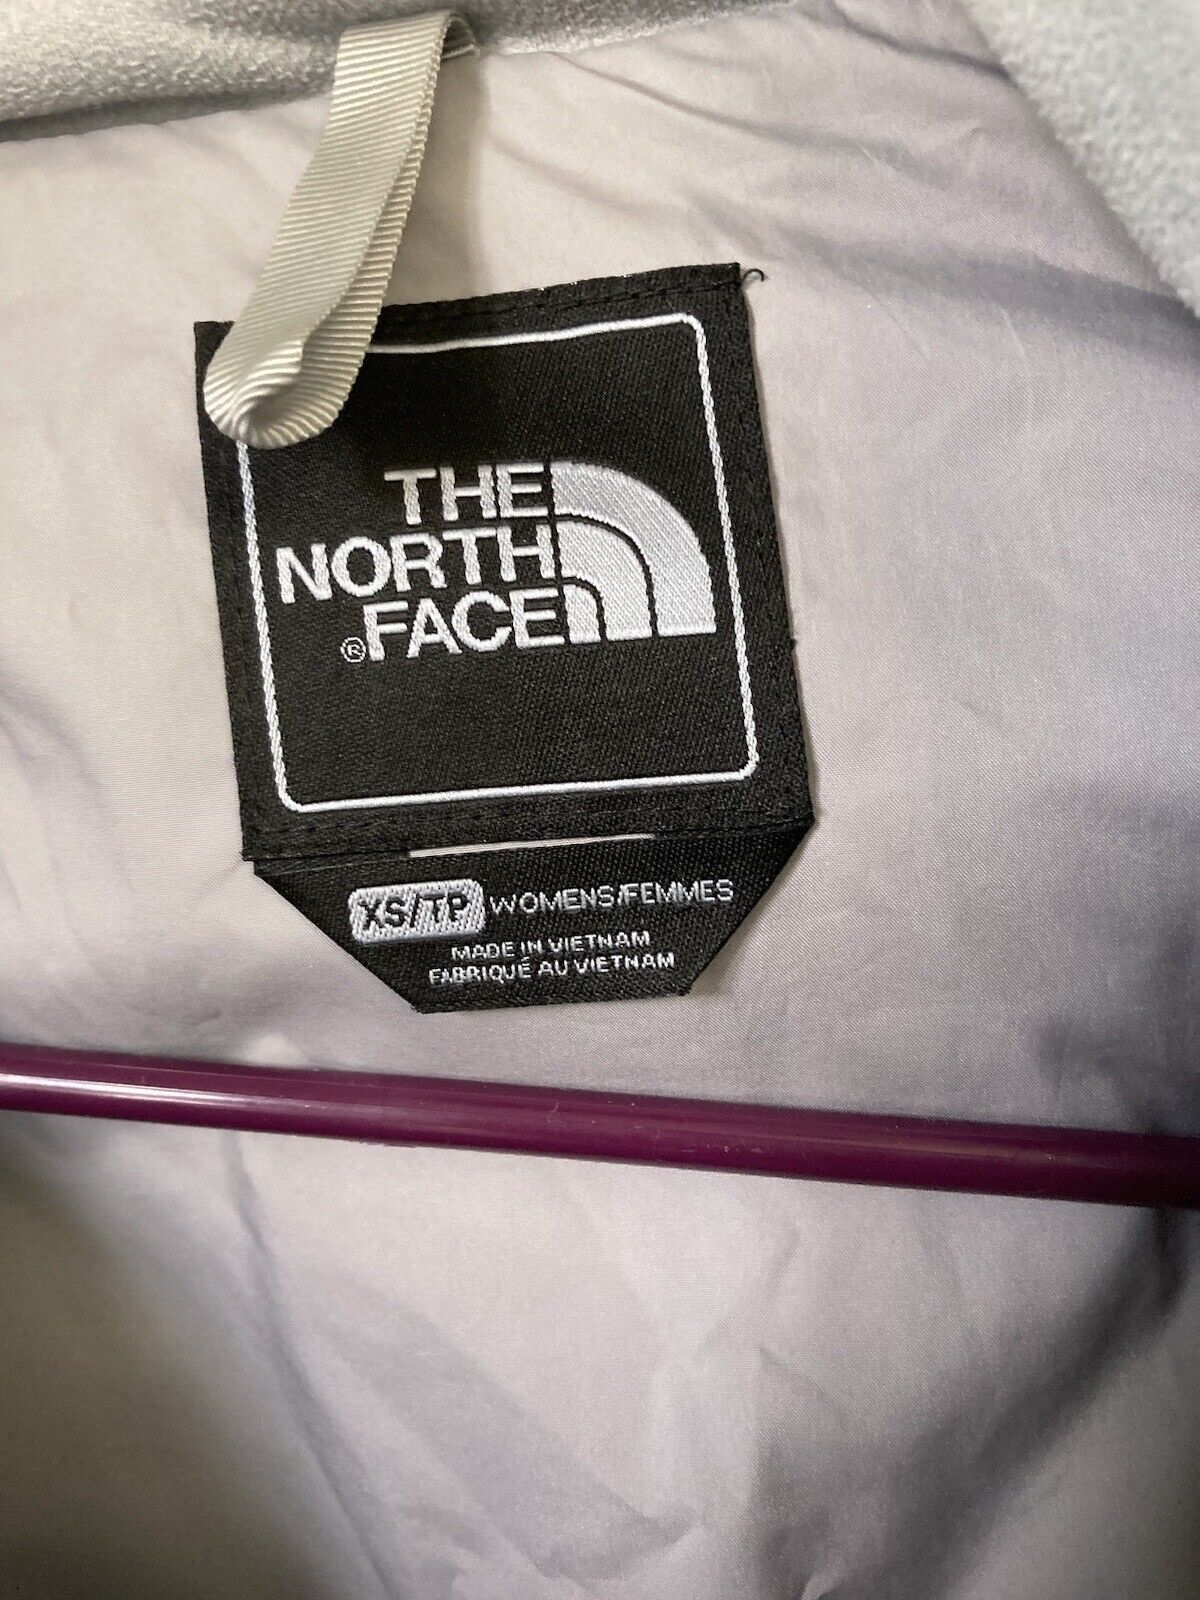 THE
NORTH
®FACE
XS/TP WOMENS/FEMMES
MADE IN VIETNAM
FABRIQUÉ AU VIETNAM